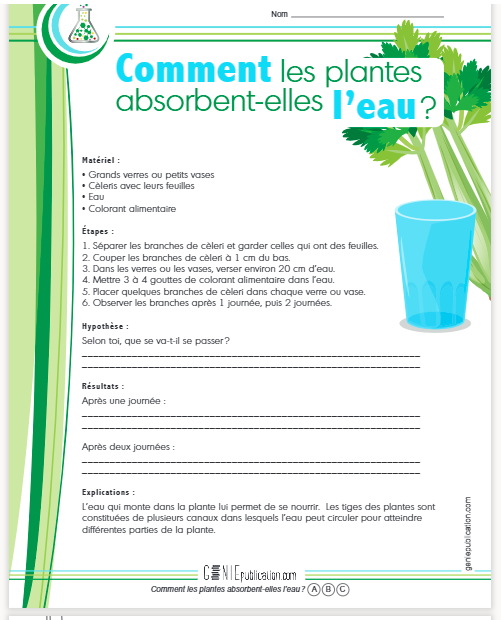 Nom
Comment les plantes
absorbent-elles l'eau?
Matériel :
• Grands verres ou petits vases
• Cèleris avec leurs feuilles
• Eau
• Colorant alimentaire
Étapes :
1. Séparer les branches de cèleri et garder celles qui ont des feuilles.
2. Couper les branches de cèleri à 1 cm du bas.
3. Dans les verres ou les vases, verser environ 20 cm d'eau.
4. Mettre 3 à 4 gouttes de colorant alimentaire dans l'eau.
5. Placer quelques branches de cèleri dans chaque verre ou vase.
6. Observer les branches après 1 journée, puis 2 journées.
Hypothèse :
Selon toi, que se va-t-il se passer?
Résultats :
Après une journée :
Après deux journées :
Explications :
L'eau qui monte dans la plante lui permet de se nourrir. Les tiges des plantes sont
constituées de plusieurs canaux dans lesquels l'eau peut circuler pour atteindre
différentes parties de la plante.
geniepublication.com
GÉNIEpublication.com
Comment les plantes absorbent-elles l'eau? A B C